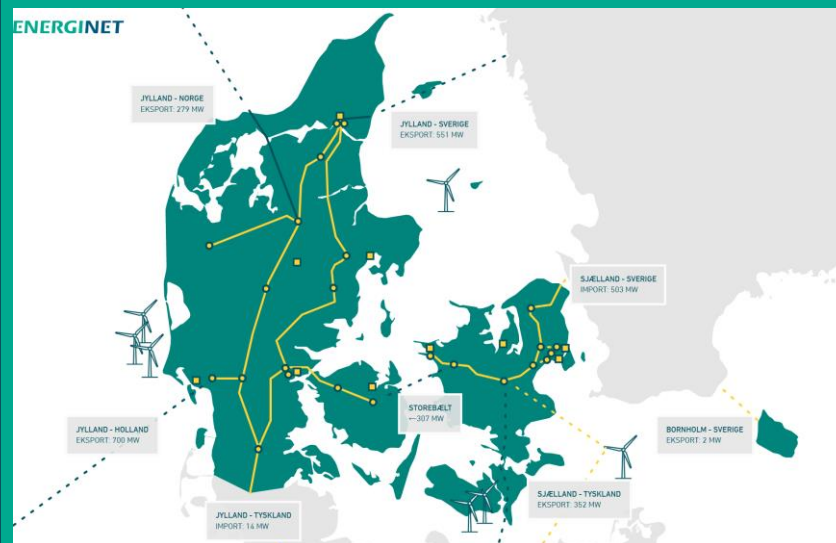 ENERGINET
JYLLAND - NORGE
EKSPORT: 279 MW
JYLLAND - SVERIGE
EKSPORT: 551 MW
SJÆLLAND - SVERIGE
IMPORT: 503 MW
STOREBÆLT
←307 MW
JYLLAND - HOLLAND
EKSPORT: 700 MW
BORNHOLM - SVERIGE
EKSPORT: 2 MW
SJÆLLAND - TYSKLAND
EKSPORT: 352 MW
JYLLAND - TYSKLAND
IMPORT: 14 MW